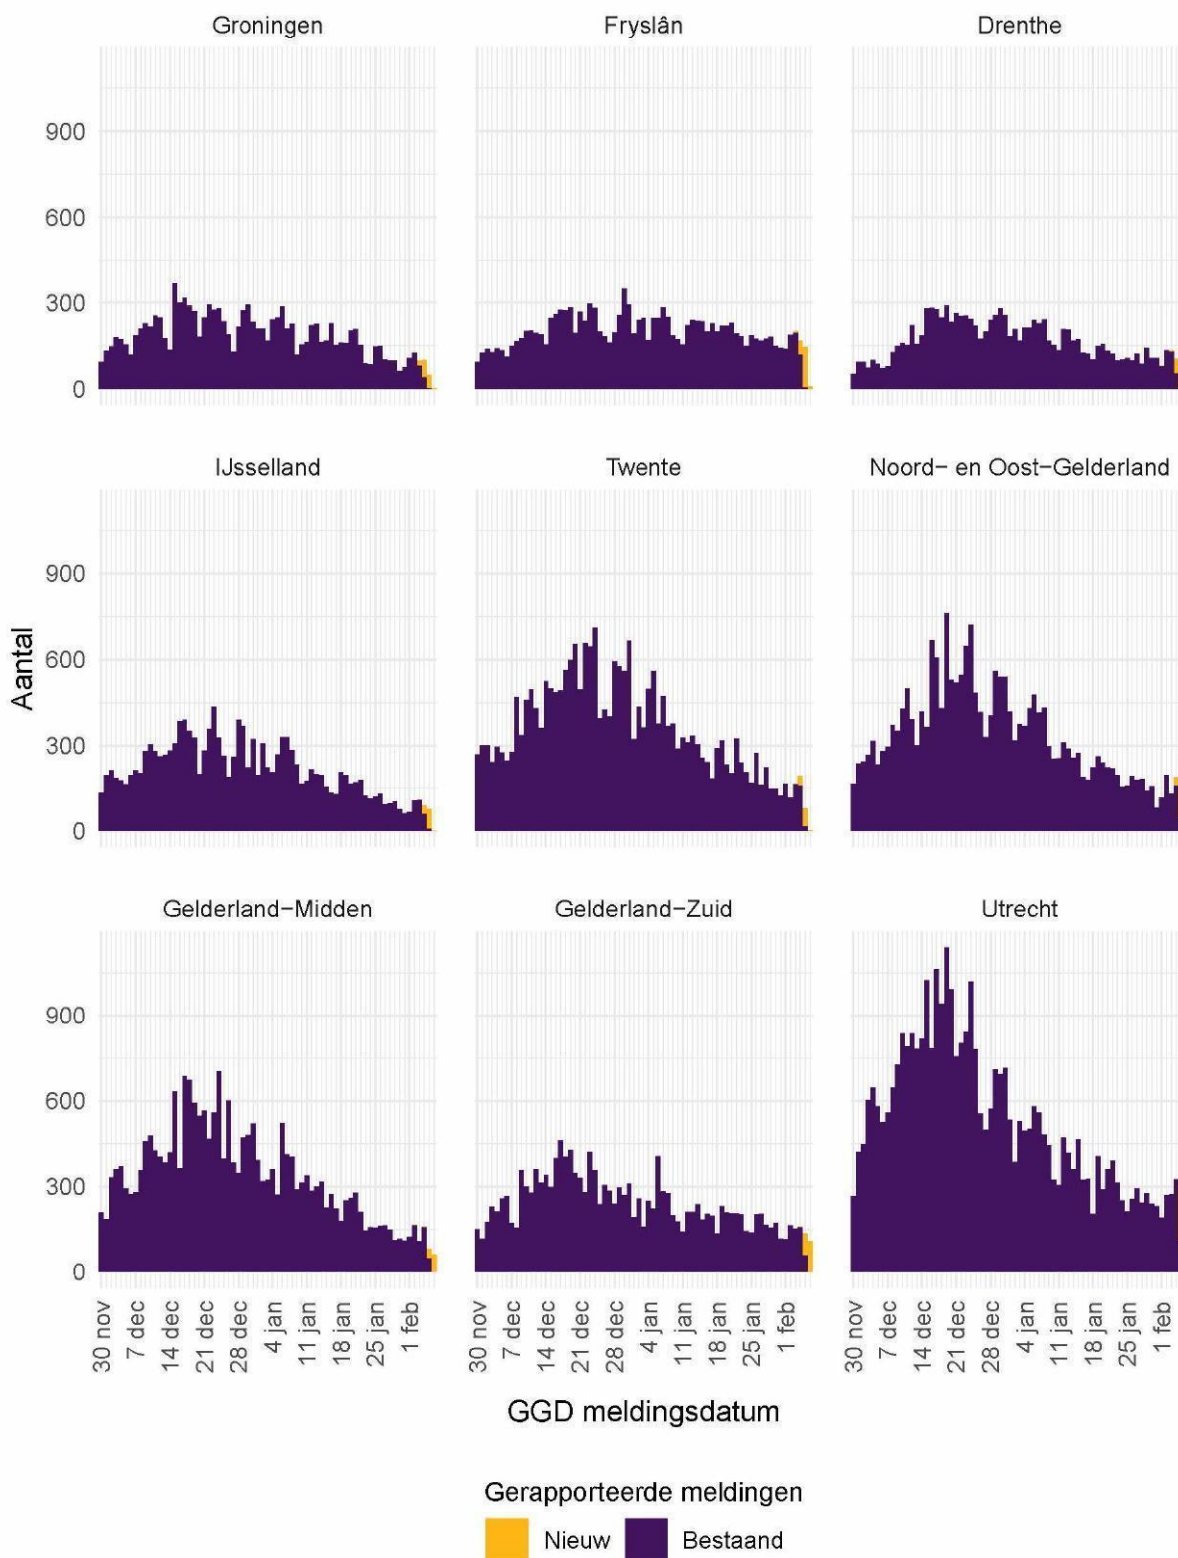 Groningen
Fryslân
Drenthe
900
600
300
0
IJsselland
Twente
Noord- en Oost-Gelderland
Aantal
900
600
300
0
Gelderland-Midden
Gelderland-Zuid
Utrecht
900
600
300
0
30 nov
7 dec
14 dec
21 dec
28 dec
4 jan
11 jan
18 jan
25 jan
1 feb
30 nov
7 dec
14 dec
21 dec
28 dec
4 jan
11 jan
18 jan
25 jan
1 feb
30 nov
7 dec
14 dec
21 dec
28 dec
4 jan
11 jan
18 jan
25 jan
1 feb
GGD meldingsdatum
Gerapporteerde meldingen
Nieuw Bestaand